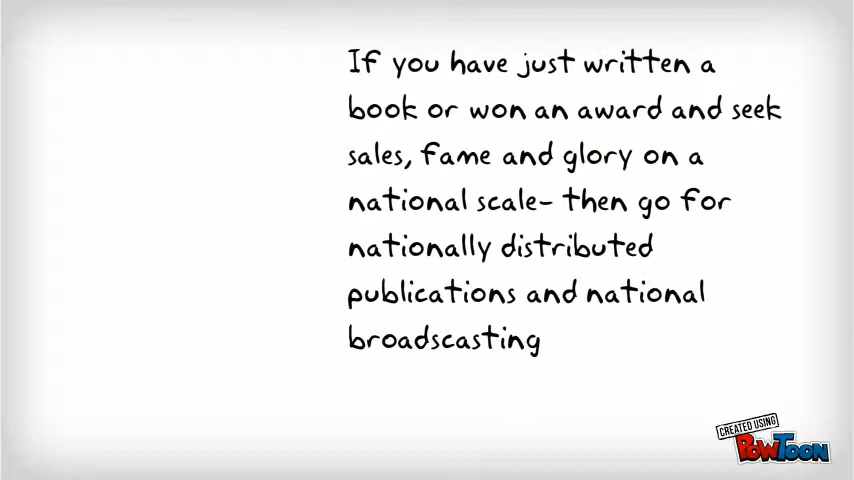 If you have just written a
book or won an award and seek
sales, fame and glory on a
national scale- then go for
nationally distributed
publications and national
broadscasting
CREATED USING
POWTOON